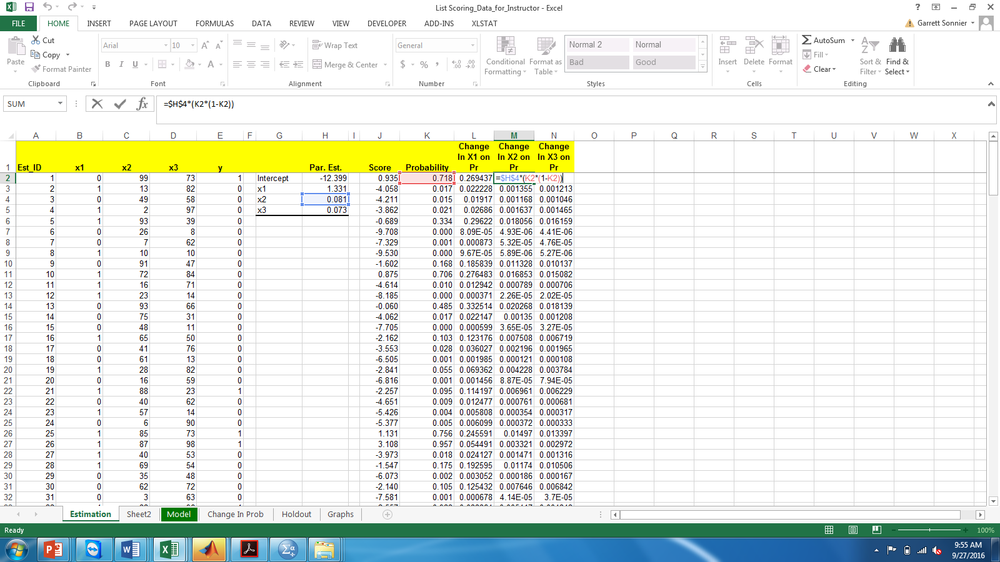 List Scoring_Data_for_Instructor - Excel
FILE HOME INSERT PAGE LAYOUT FORMULAS DATA REVIEW VIEW DEVELOPER ADD-INS XLSTAT Garrett Sonnier
Paste Cut Copy Format Painter Clipboard
Arial 10 B I U A A A Font
Wrap Text Merge & Center Alignment
General $ % , Number
Conditional Formatting Format as Table Normal 2 Normal Bad Good Styles
Insert Delete Format Cells
AutoSum Fill Clear Sort & Filter Find & Select Editing
SUM fx =$H$4*(K2*(1-K2))
A B C D E F G H I J K L M N O P Q R S T U V W X
1 Est_ID x1 x2 x3 y Par. Est. Score Probability Change In X1 on Pr Change In X2 on Pr Change In X3 on Pr
2 1 0 99 73 1 Intercept -12.399 0.935 0.718 0.269437 =$H$4*(K2*(1-K2))
3 2 1 13 82 0 x1 1.331 -4.058 0.017 0.022228 0.001355 0.001213
4 3 0 49 58 0 x2 0.081 -4.211 0.015 0.01917 0.001168 0.001046
5 4 1 2 97 0 x3 0.073 -3.862 0.021 0.02686 0.001637 0.001465
6 5 1 93 39 0 -0.689 0.334 0.29622 0.018056 0.016159
7 6 0 26 8 0 -9.708 0.000 8.09E-05 4.93E-06 4.41E-06
8 7 0 7 62 0 -7.329 0.001 0.000873 5.32E-05 4.76E-05
9 8 1 10 10 0 -9.530 0.000 9.67E-05 5.89E-06 5.27E-06
10 9 0 91 47 0 -1.602 0.168 0.185839 0.011328 0.010137
11 10 1 72 84 0 0.875 0.706 0.276483 0.016853 0.015082
12 11 1 16 71 0 -4.614 0.010 0.012942 0.000789 0.000706
13 12 1 23 14 0 -8.185 0.000 0.000371 2.26E-05 2.02E-05
14 13 0 93 66 0 -0.060 0.485 0.332514 0.020268 0.018139
15 14 0 75 31 0 -4.062 0.017 0.022147 0.00135 0.001208
16 15 0 48 11 0 -7.705 0.000 0.000599 3.65E-05 3.27E-05
17 16 1 65 50 0 -2.162 0.103 0.123176 0.007508 0.006719
18 17 0 41 76 0 -3.553 0.028 0.036027 0.002196 0.001965
19 18 0 61 13 0 -6.505 0.001 0.001985 0.000121 0.000108
20 19 1 28 82 0 -2.841 0.055 0.069362 0.004228 0.003784
21 20 0 16 59 0 -6.816 0.001 0.001456 8.87E-05 7.94E-05
22 21 1 88 23 1 -2.257 0.095 0.114197 0.006961 0.006229
23 22 0 40 62 0 -4.651 0.009 0.012477 0.000761 0.000681
24 23 1 57 14 0 -5.426 0.004 0.005808 0.000354 0.000317
25 24 0 6 90 0 -5.377 0.005 0.006099 0.000372 0.000333
26 25 1 85 73 1 1.131 0.756 0.245591 0.01497 0.013397
27 26 1 87 98 1 3.108 0.957 0.054491 0.003321 0.002972
28 27 1 40 53 0 -3.973 0.018 0.024127 0.001471 0.001316
29 28 1 69 54 0 -1.547 0.175 0.192595 0.01174 0.010506
30 29 0 35 48 0 -6.073 0.002 0.003052 0.000186 0.000167
31 30 0 62 72 0 -2.140 0.105 0.125432 0.007646 0.006842
32 31 0 3 63 0 -7.581 0.001 0.000678 4.14E-05 3.7E-05
Estimation Sheet2 Model Change In Prob Holdout Graphs
Ready 100%
9:55 AM
9/27/2016